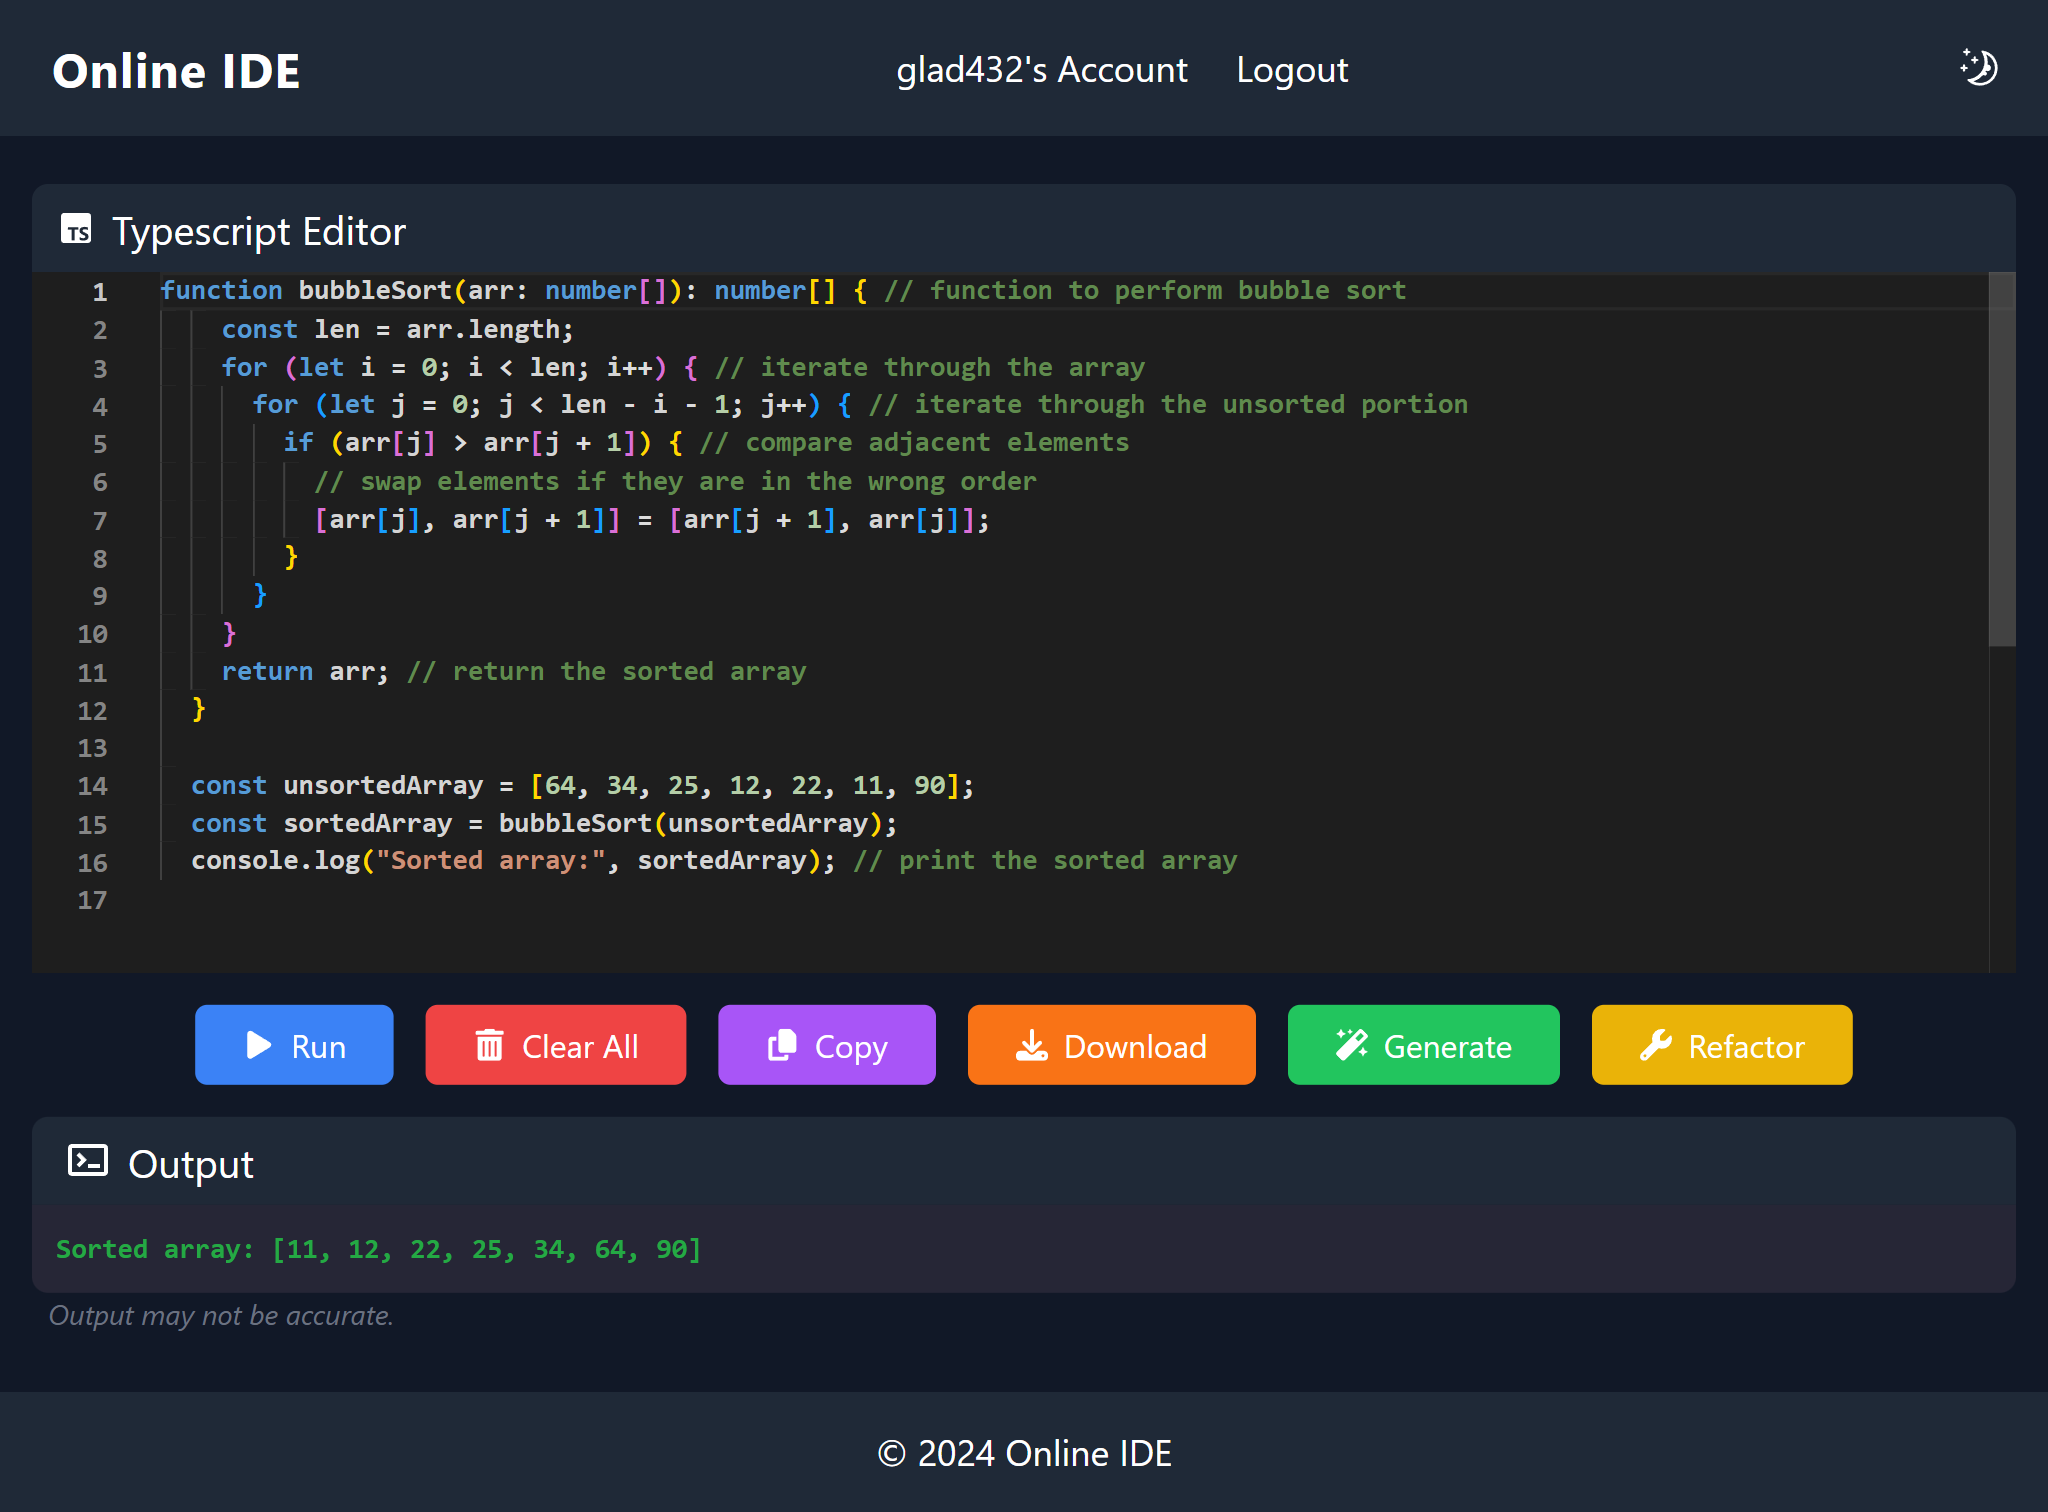 Online IDE
glad432's Account Logout
TS Typescript Editor
1 function bubbleSort(arr: number[]): number[] { // function to perform bubble sort
2     const len = arr.length;
3     for (let i = 0; i < len; i++) { // iterate through the array
4       for (let j = 0; j < len - i - 1; j++) { // iterate through the unsorted portion
5         if (arr[j] > arr[j + 1]) { // compare adjacent elements
6           // swap elements if they are in the wrong order
7           [arr[j], arr[j + 1]] = [arr[j + 1], arr[j]];
8         }
9       }
10     }
11     return arr; // return the sorted array
12   }
13
14   const unsortedArray = [64, 34, 25, 12, 22, 11, 90];
15   const sortedArray = bubbleSort(unsortedArray);
16   console.log("Sorted array:", sortedArray); // print the sorted array
17
Run Clear All Copy Download Generate Refactor
Output
Sorted array: [11, 12, 22, 25, 34, 64, 90]
Output may not be accurate.
© 2024 Online IDE